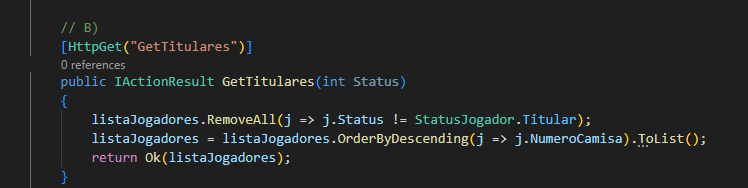 // B)
[HttpGet("GetTitulares")]
0 references
public IActionResult GetTitulares(int Status)
{
listaJogadores.RemoveAll(j => j.Status != StatusJogador.Titular);
listaJogadores = listaJogadores.OrderByDescending(j => j.NumeroCamisa).ToList();
return Ok(listaJogadores);
}